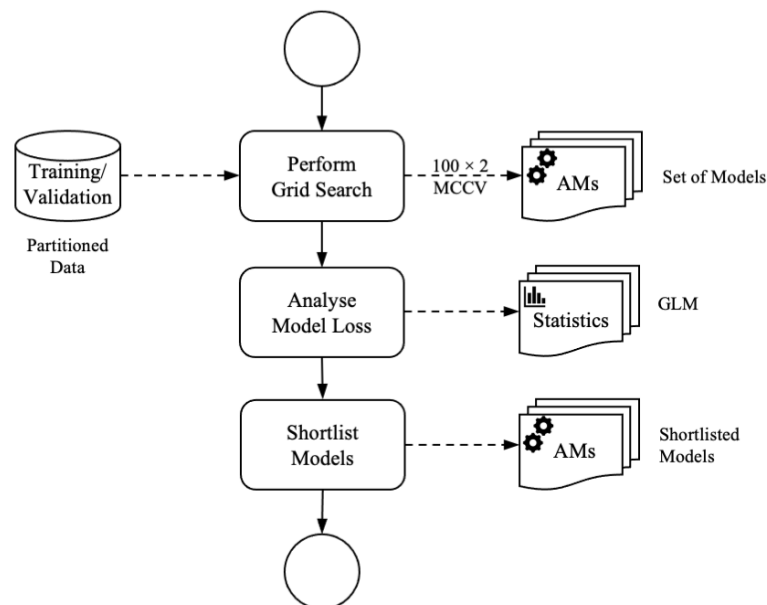 Training/
Validation
Partitioned
Data
Perform
Grid Search
100 × 2
MCCV
AMs
Set of Models
Analyse
Model Loss
Statistics
GLM
Shortlist
Models
AMs
Shortlisted
Models